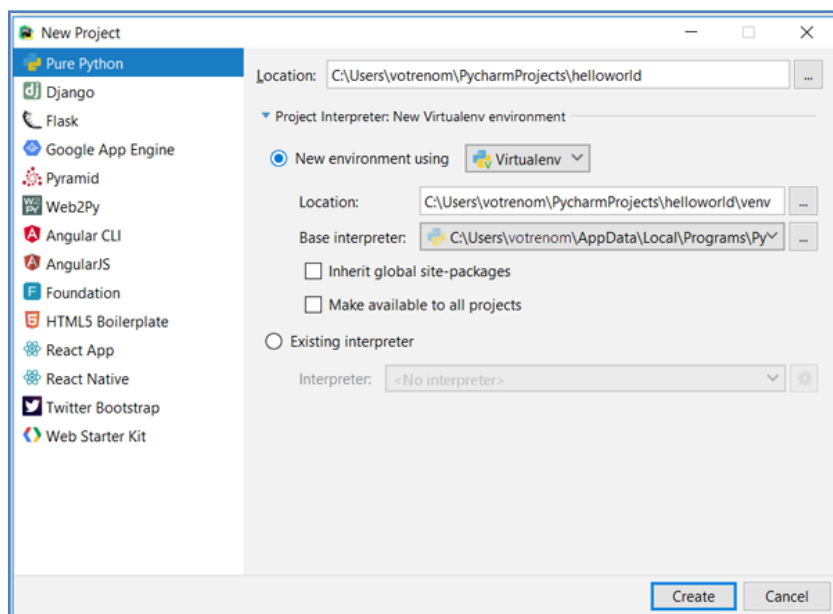 New Project
Pure Python
Django
Flask
Google App Engine
Pyramid
Web2Py
Angular CLI
AngularJS
Foundation
HTML5 Boilerplate
React App
React Native
Twitter Bootstrap
Web Starter Kit
Location: C:\Users\votrenom\PycharmProjects\helloworld ...
Project Interpreter: New Virtualenv environment
New environment using Virtualenv
Location: C:\Users\votrenom\PycharmProjects\helloworld\venv ...
Base interpreter: C:\Users\votrenom\AppData\Local\Programs\Py ...
Inherit global site-packages
Make available to all projects
Existing interpreter
Interpreter: <No interpreter>
Create Cancel